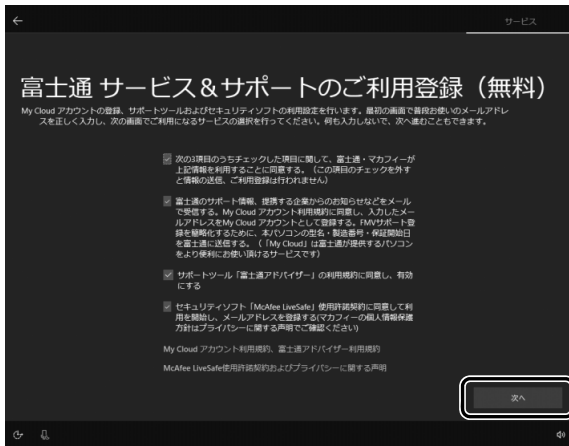 サービス
富士通 サービス＆サポートのご利用登録（無料）
My Cloud アカウントの登録、サポートツールおよびセキュリティソフトの利用設定を行います。最初の画面で普段お使いのメールアドレ
スを正しく入力し、次の画面でご利用になるサービスの選択を行ってください。何も入力しないで、次へ進むこともできます。
次の3項目のうちチェックした項目に関して、富士通・マカフィーが
上記情報を利用することに同意する。（この項目のチェックを外す
と情報の送信、ご利用登録は行われません）
富士通のサポート情報、提携する企業からのお知らせなどをメール
で受信する。My Cloud アカウント利用規約に同意し、入力したメー
ルアドレスをMy Cloud アカウントとして登録する。FMVサポート登
録を簡略化するために、本パソコンの型名・製造番号・保証開始日
を富士通に送信する。（「My Cloud」は富士通が提供するパソコン
をより便利にお使い頂けるサービスです）
サポートツール「富士通アドバイザー」の利用規約に同意し、有効
にする
セキュリティソフト「McAfee LiveSafe」使用許諾契約に同意して利
用を開始し、メールアドレスを登録する(マカフィーの個人情報保護
方針はプライバシーに関する声明でご確認ください)
My Cloud アカウント利用規約、富士通アドバイザー利用規約
McAfee LiveSafe使用許諾契約およびプライバシーに関する声明
次へ